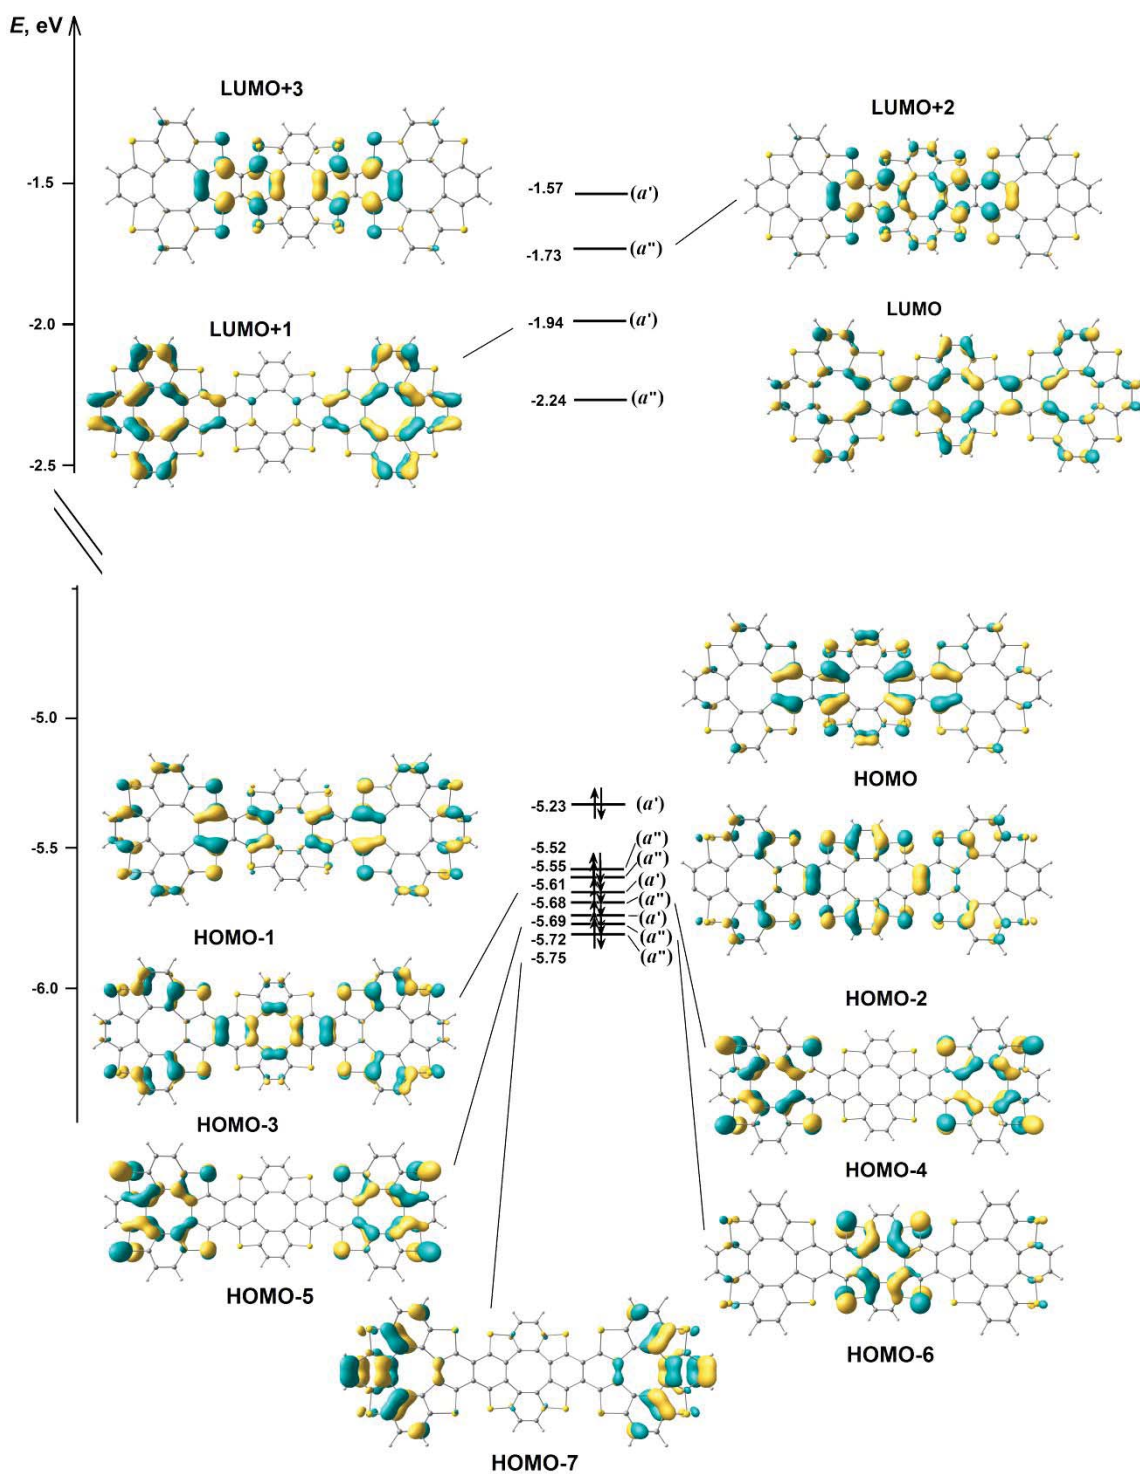 E, eV
LUMO+3
LUMO+2
-1.5
-1.57
(a')
-1.73
(a")
-2.0
LUMO+1
-1.94
(a')
LUMO
-2.24
(a")
-2.5
-5.0
HOMO
-5.23
(a')
-5.5
-5.52
(a")
-5.55
(a")
-5.61
(a')
-5.68
(a")
-5.69
(a')
-5.72
(a")
-5.75
(a")
HOMO-1
-6.0
HOMO-2
HOMO-3
HOMO-4
HOMO-5
HOMO-6
HOMO-7